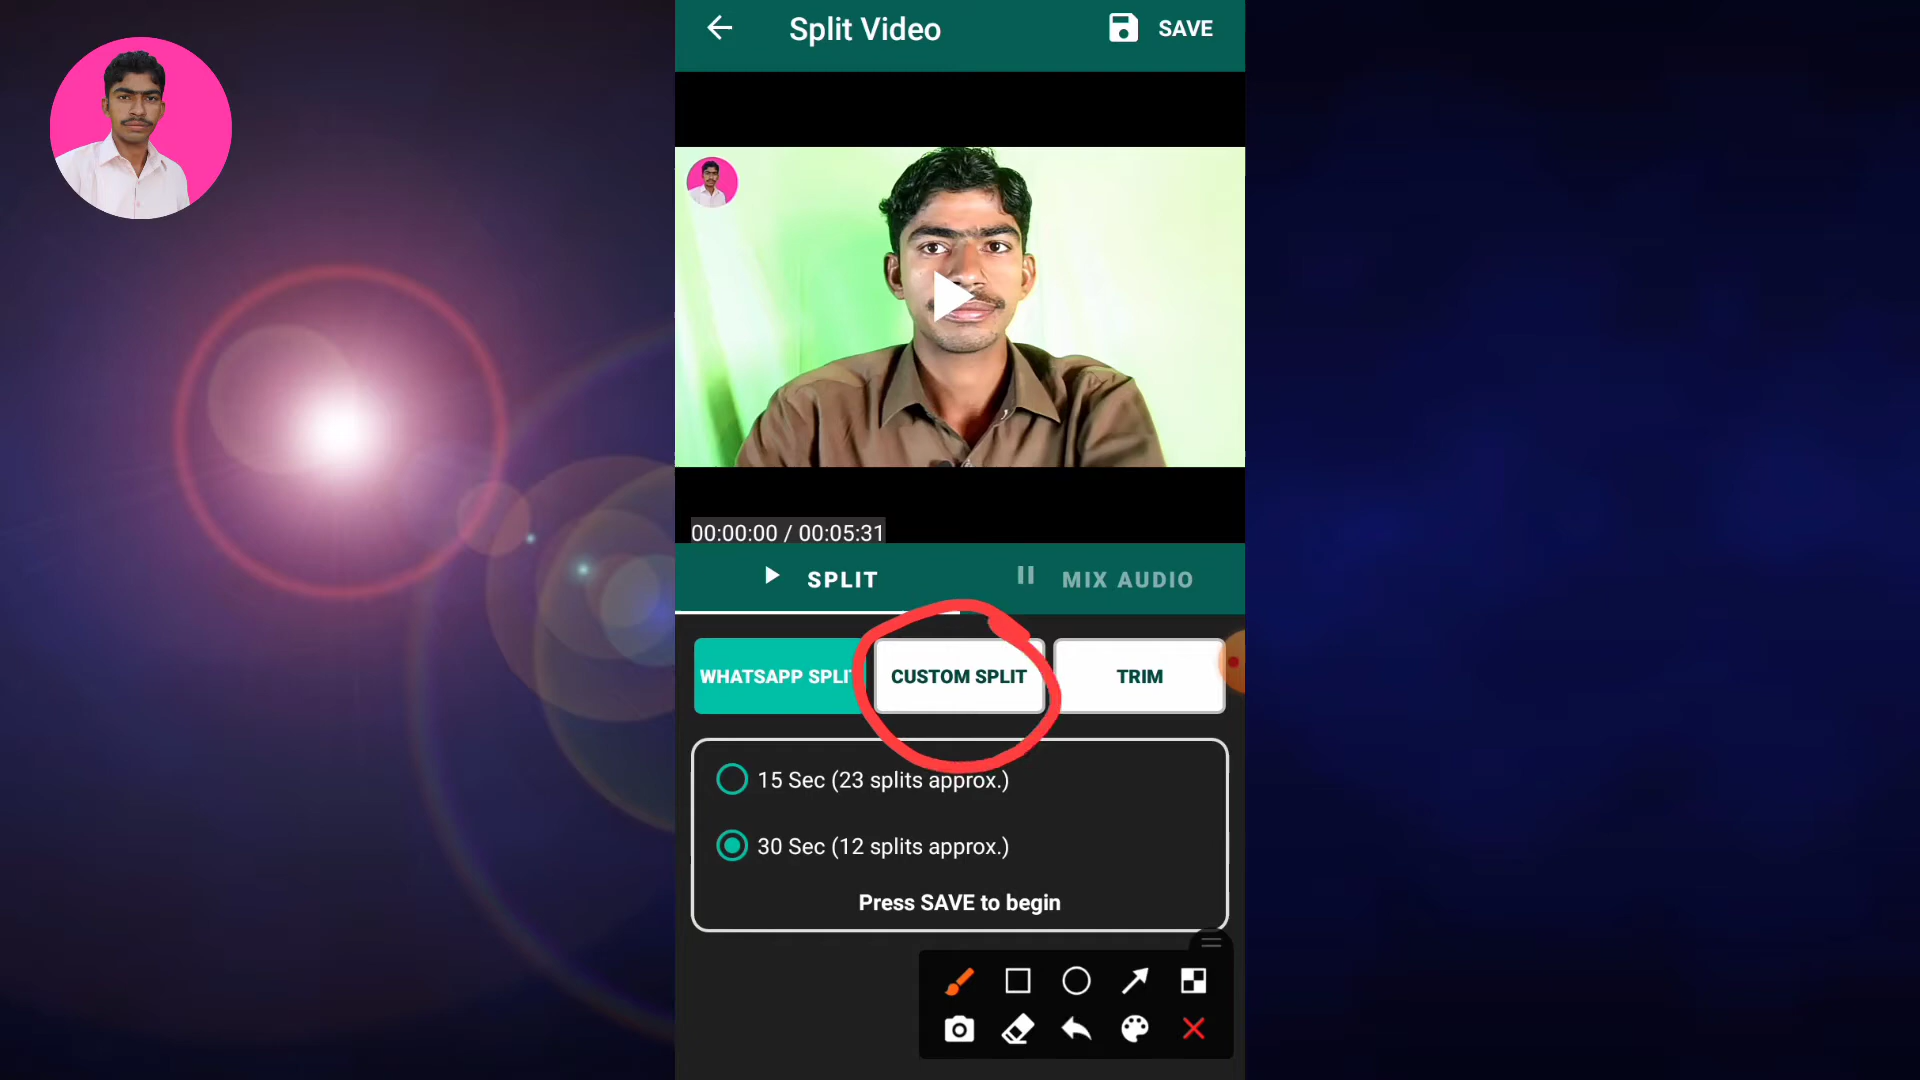 Split Video
SAVE
00:00:00 / 00:05:31
SPLIT
MIX AUDIO
WHATSAPP SPLI
CUSTOM SPLIT
TRIM
15 Sec (23 splits approx.)
30 Sec (12 splits approx.)
Press SAVE to begin